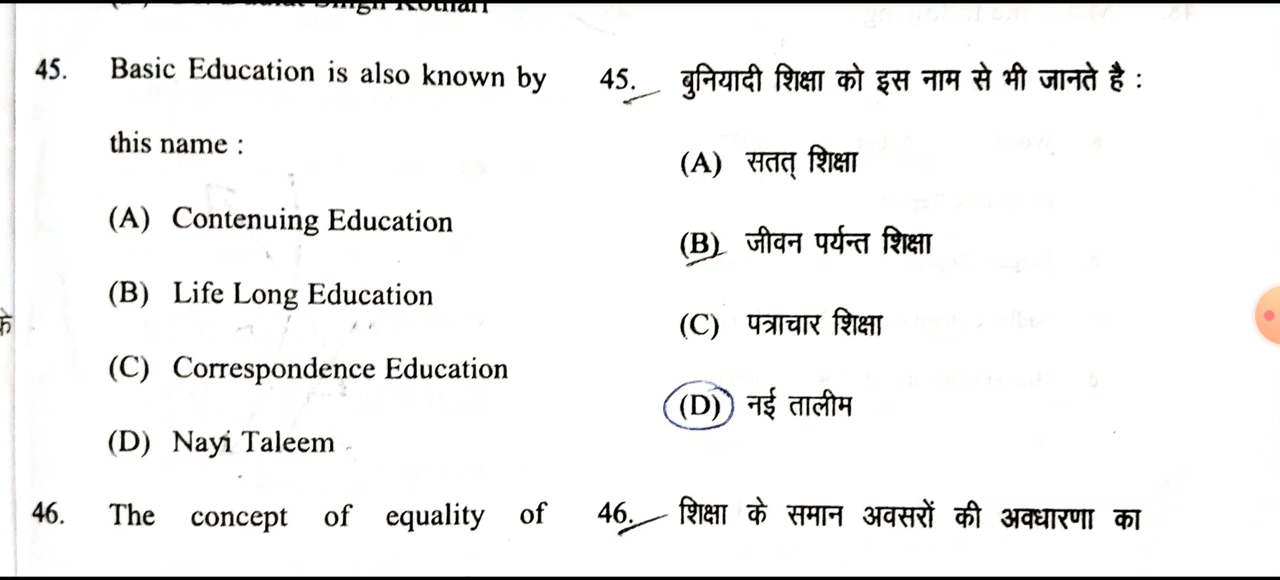 45. Basic Education is also known by
this name :
(A) Contenuing Education
(B) Life Long Education
(C) Correspondence Education
(D) Nayi Taleem
46. The concept of equality of
45. बुनियादी शिक्षा को इस नाम से भी जानते है :
(A) सतत् शिक्षा
(B) जीवन पर्यन्त शिक्षा
(C) पत्राचार शिक्षा
(D) नई तालीम
46. शिक्षा के समान अवसरों की अवधारणा का